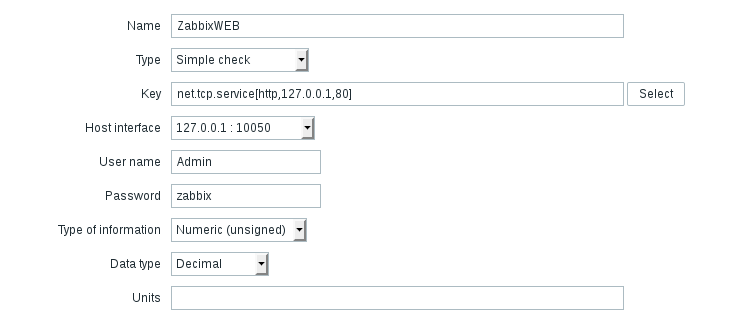 Name ZabbixWEB
Type Simple check
Key net.tcp.service[http,127.0.0.1,80] Select
Host interface 127.0.0.1 : 10050
User name Admin
Password zabbix
Type of information Numeric (unsigned)
Data type Decimal
Units